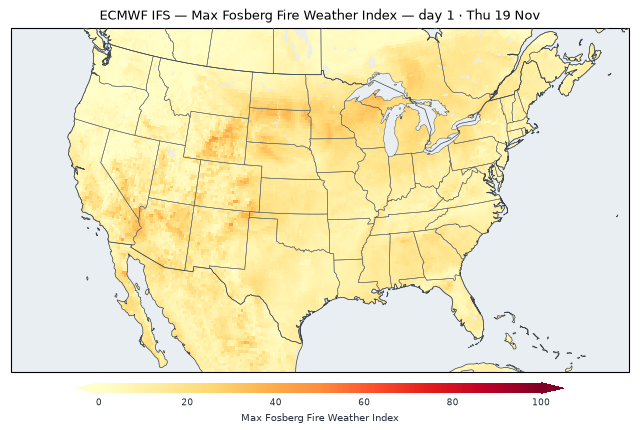 ECMWF IFS — Max Fosberg Fire Weather Index — day 1 · Thu 19 Nov
0 20 40 60 80 100
Max Fosberg Fire Weather Index